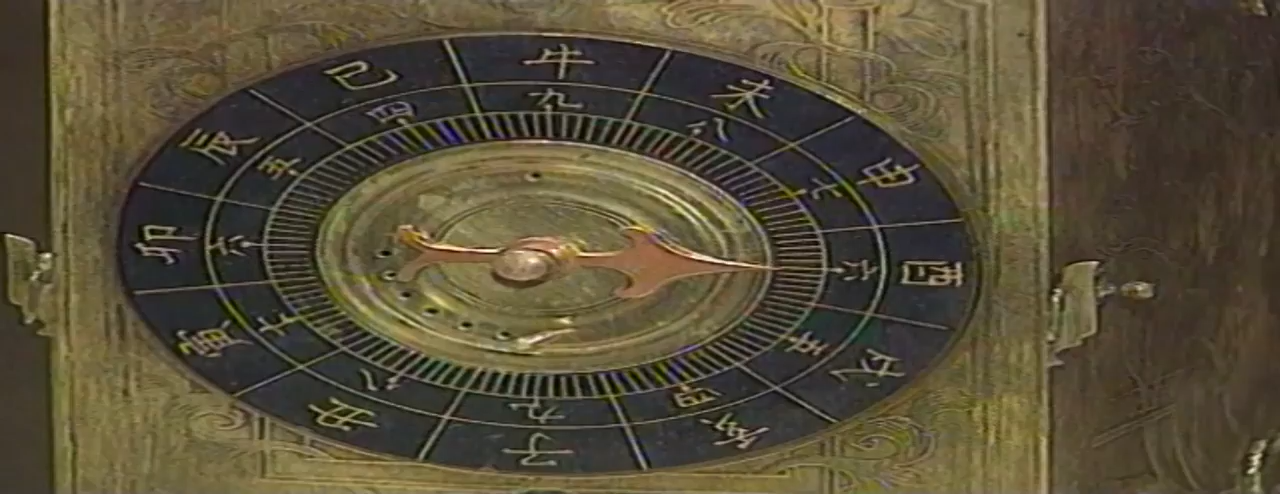 午
未
申
酉
戌
亥
子
丑
寅
卯
辰
巳
九
八
七
六
五
四
九
八
七
六
五
四